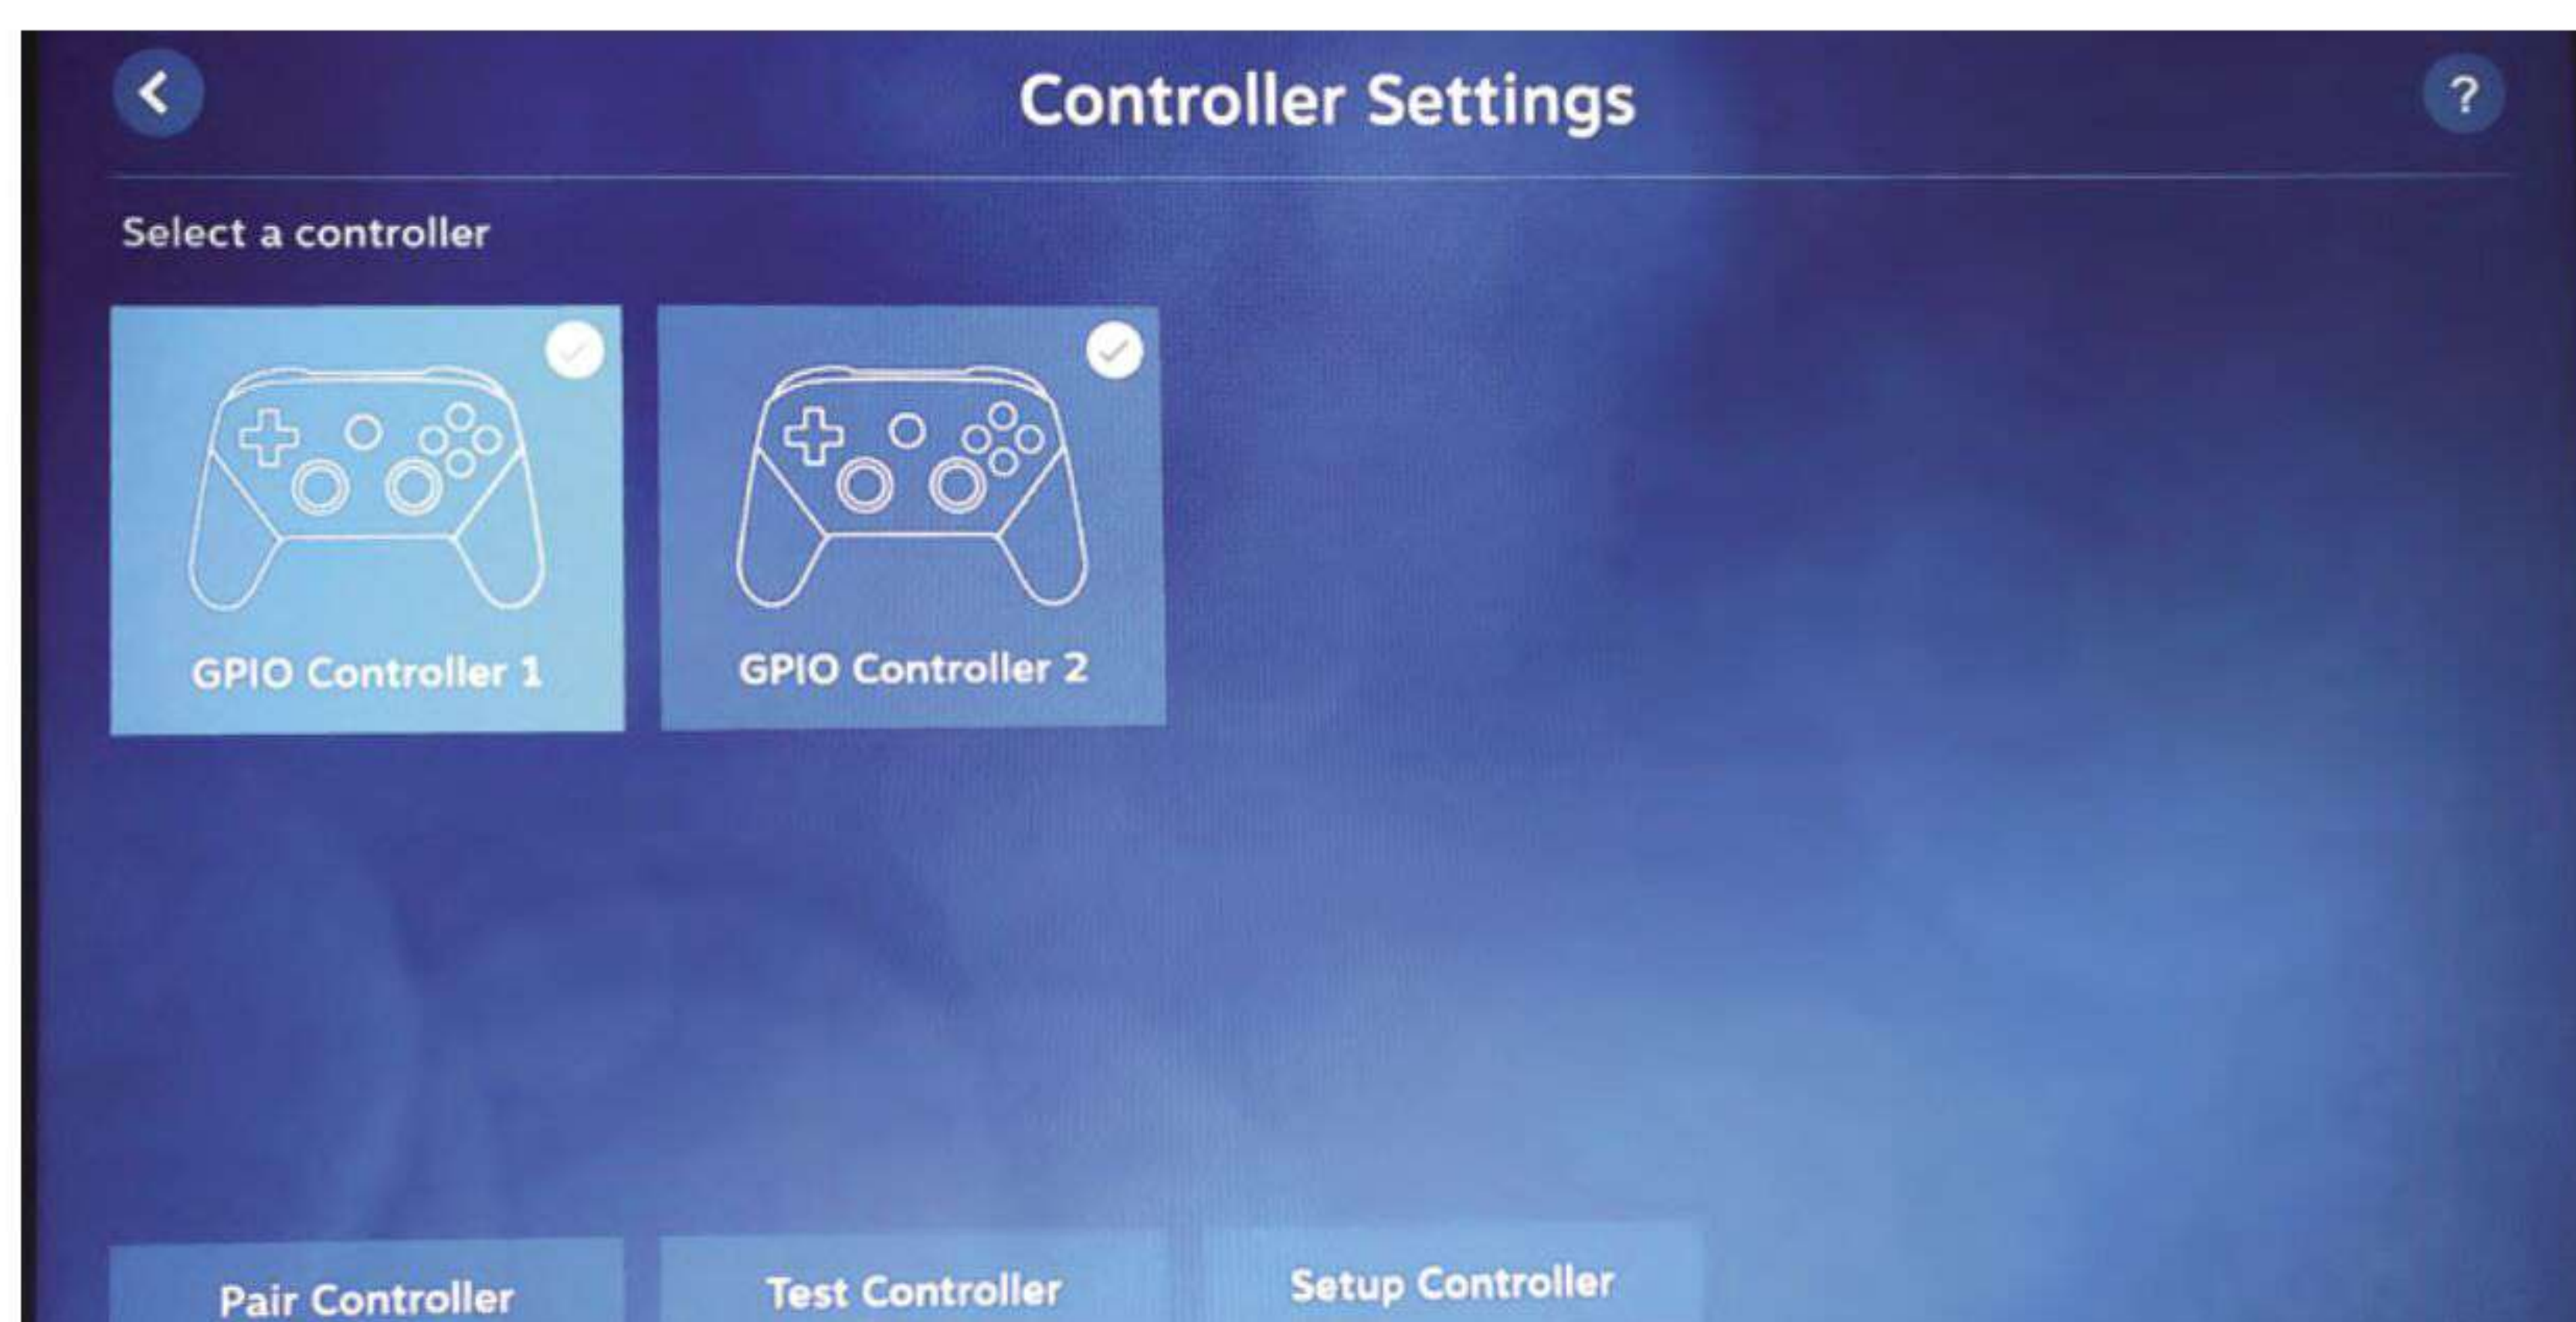 Controller Settings
?
Select a controller
GPIO Controller 1
GPIO Controller 2
Pair Controller
Test Controller
Setup Controller